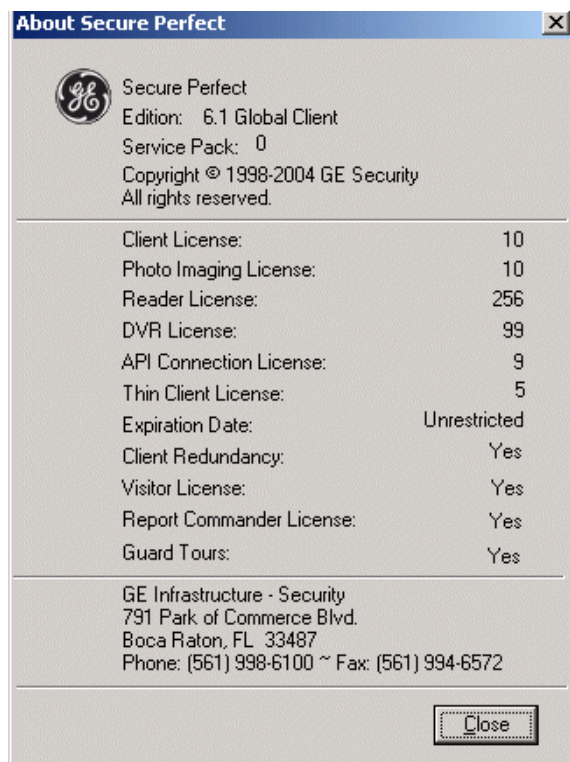 About Secure Perfect
GE
Secure Perfect
Edition: 6.1 Global Client
Service Pack: 0
Copyright © 1998-2004 GE Security
All rights reserved.
Client License: 10
Photo Imaging License: 10
Reader License: 256
DVR License: 99
API Connection License: 9
Thin Client License: 5
Expiration Date: Unrestricted
Client Redundancy: Yes
Visitor License: Yes
Report Commander License: Yes
Guard Tours: Yes
GE Infrastructure - Security
791 Park of Commerce Blvd.
Boca Raton, FL 33487
Phone: (561) 998-6100 ~ Fax: (561) 994-6572
Close